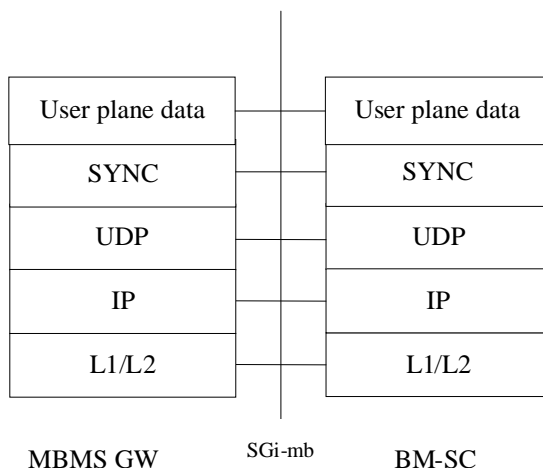 User plane data User plane data
SYNC SYNC
UDP UDP
IP IP
L1/L2 L1/L2
MBMS GW SGi-mb BM-SC